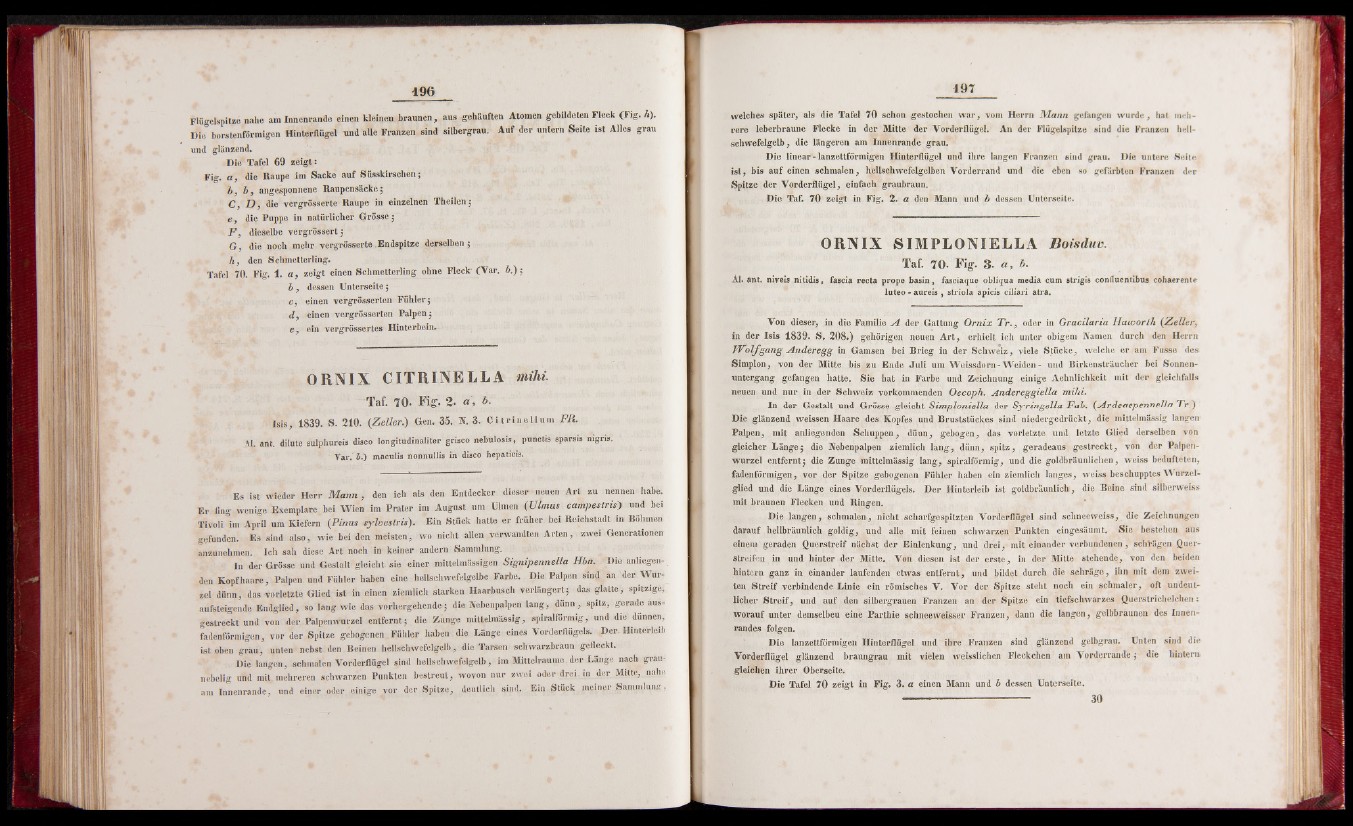 196
Flügelspitze nahe am Innenrande einen kleinen braunen, aus gehäuften Atomen gebildeten Fleck (Fig. h).
Die borstenförmigen Hinterflügel und alle Franzen sind silbergrau. Auf der untern Seite ist Alles grau
und glänzend.
Die Tafel 69 zeigt:
Fig. a, die Raupe im Sacke auf Süsskirschen;
b, b, angesponnene Raupensäcke;
C, D, die vergrösserte Raupe in einzelnen Theilen;
e, die Puppe in natürlicher Grösse;
F, dieselbe vergrössert;
G, die noch mehr vergrösserte Endspitze derselben;
h, den Schmetterling.
Tafel 70. Fig. 1. a, zeigt einen Schmetterling ohne Fleck (Var. b.);
b, dessen Unterseite;
c, einen vergrösserten Fühler;
d, einen vergrösserten Palpen;
e, ein vergrössertes Hinterbein.
ORNIX CITRINELLA mihi.
Taf. 70. Fig. 2. a, b.
Isis, 1839. S. 210. (Zeller.) Gen. 35. N. 3. Citrinellum FR.
Al. ant. dilute sulphureis disco longitudinaliter griseo nebulosis, punctis sparsis nigris.
Var. b.) maculis nonnullis in disco hepaticis.
Es ist wieder Herr Mann, den ich als den Entdecker dieser neuen Art zu nennen habe.
Er fing wenige Exemplare bei Wien im Prater im August um Ulmen (Ulmus campestris) und bei
Tivoli im April um Kiefern (Pinus sylvestris). Ein Stück hatte er früher bei Reichstadt in Böhmen
gefunden. Es sind also, wie bei den meisten, wo nicht allen verwandten Arten, zwei Generationen
anzunehmen. Ich sah diese Art noch in keiner andern Sammlung.
In der Grösse und Gestalt gleicht sie einer mittelmässigen Signipennella Hba. Die anliegen-
den Kopfhaare, Palpen und Fühler haben eine hellschwefelgelbe Farbe. Die Palpen sind an der Wur-
zel dünn, das vorletzte Glied ist in einen ziemlich starken Haarbusch verlängert; das glatte, spitzige,
aufsteigende Endglied, so lang wie das vorhergehende; die Nebenpalpen lang, dünn, spitz, gerade aus-
gestreckt und von der Palpenwurzel entfernt; die Zunge mittelmässig, spiralförmig, und die dünnen,
fadenförmigen, vor der Spitze gebogenen Fühler haben die Länge eines Vorderflügels. Der Hinterleib
ist oben grau, unten nebst den Beinen hellschwefelgelb, die Tarsen schwarzbraun gefleckt.
Die langen, schmalen Vorderflügel sind hellschwefelgelb, im Mittelraume der Länge nach grau-
nebelig und mit mehreren schwarzen Punkten bestreut, wovon nur zwei oder drei in der Mitte, nahe
am Innenrande, und einer oder einige vor der Spitze, deutlich sind. Ein Stück meiner Sammlung,
197
welches später, als die Tafel 70 schon gestochen war, vom Herrn Mann gefangen wurde, hat meh-
rere leberbraune Flecke in der Mitte der Vorderflügel. An der Flügelspitze sind die Franzen hell-
schwefelgelb, die längeren am Innenrande grau.
Die linear-lanzettförmigen Hinterflügel und ihre langen Franzen sind grau. Die untere Seite
ist, bis auf einen schmalen, hellschwefelgelben Vorderrand und die eben so gefärbten Franzen der
Spitze der Vorderflügel, einfach graubraun.
Die Taf. 70 zeigt in Fig. 2. a den Mann und b dessen Unterseite.
ORNIX SIMPLONIELLA Boisduv.
Taf. 70. Fig. 3. a, b.
Al. ant. niveis nitidis, fascia recta prope basin, fasciaque obliqua media cum strigis confluentibus cohaerente
luteo-aureis, striola apicis ciliari atra.
Von dieser, in die Familie A der Gattung Ornix Tr., oder in Gracilaria Haworth (Zeller,
in der Isis 1839. S. 208.) gehörigen neuen Art, erhielt ich unter obigem Namen durch den Herrn
Wolfgang Anderegg in Gamsen bei Brieg in der Schweiz, viele Stücke, welche er am Fusse des
Simplon, von der Mitte bis zu Ende Juli um Weissdorn-Weiden- und Birkensträucher bei Sonnen-
untergang gefangen hatte. Sie hat in Farbe und Zeichnung einige Aehnlichkeit mit der gleichfalls
neuen und nur in der Schweiz vorkommenden Oecoph. Andereggiella mihi.
In der Gestalt und Grösse gleicht Simploniella der Syringella Fab. (Ardeaepennella Tr.)
Die glänzend weissen Haare des Kopfes und Bruststückes sind niedergedrückt, die mittelmässig langen
Palpen, mit anliegenden Schuppen, dünn, gebogen, das vorletzte und letzte Glied derselben von
gleicher Länge; die Nebenpalpen ziemlich lang, dünn, spitz, geradeaus gestreckt, von der Palpen-
wurzel entfernt; die Zunge mittelmässig lang, spiralförmig, und die goldbräunlichen, weiss bedufteten,
fadenförmigen, vor der Spitze gebogenen Fühler haben ein ziemlich langes, weiss beschupptes Wurzel-
glied und die Länge eines Vorderflügels. Der Hinterleib ist goldbräunlich, die Beine sind silberweiss
mit braunen Flecken und Ringen.
Die langen, schmalen, nicht scharfgespitzten Vorderflügel sind schneeweiss, die Zeichnungen
darauf hellbräunlich goldig, und alle mit feinen schwarzen Punkten eingesäumt. Sie bestehen aus
einem geraden Querstreif nächst der Einlenkung, und drei, mit einander verbundenen, schrägen Quer-
streifen in und hinter der Mitte. Von diesen ist der erste, in der Mitte stehende, von den beiden
hintern ganz in einander laufenden etwas entfernt, und bildet durch die schräge, ihn mit dem zwei-
ten Streif verbindende Linie ein römisches V. Vor der Spitze steht noch ein schmaler, oft undeut-
licher Streif, und auf den silbergrauen Franzen an der Spitze ein tiefschwarzes Querstrichelchen;
worauf unter demselben eine Parthie schneeweisser Franzen, dann die langen, gelbbraunen des Innen-
randes folgen.
Die lanzettförmigen Hinterflügel und ihre Franzen sind glänzend gelbgrau. Unten sind die
Vorderflügel glänzend braungrau mit vielen weisslichen Fleckchen am Vorderrande; die hintern
gleichen ihrer Oberseite.
Die Tafel 70 zeigt in Fig. 3. a einen Mann und b dessen Unterseite.
30